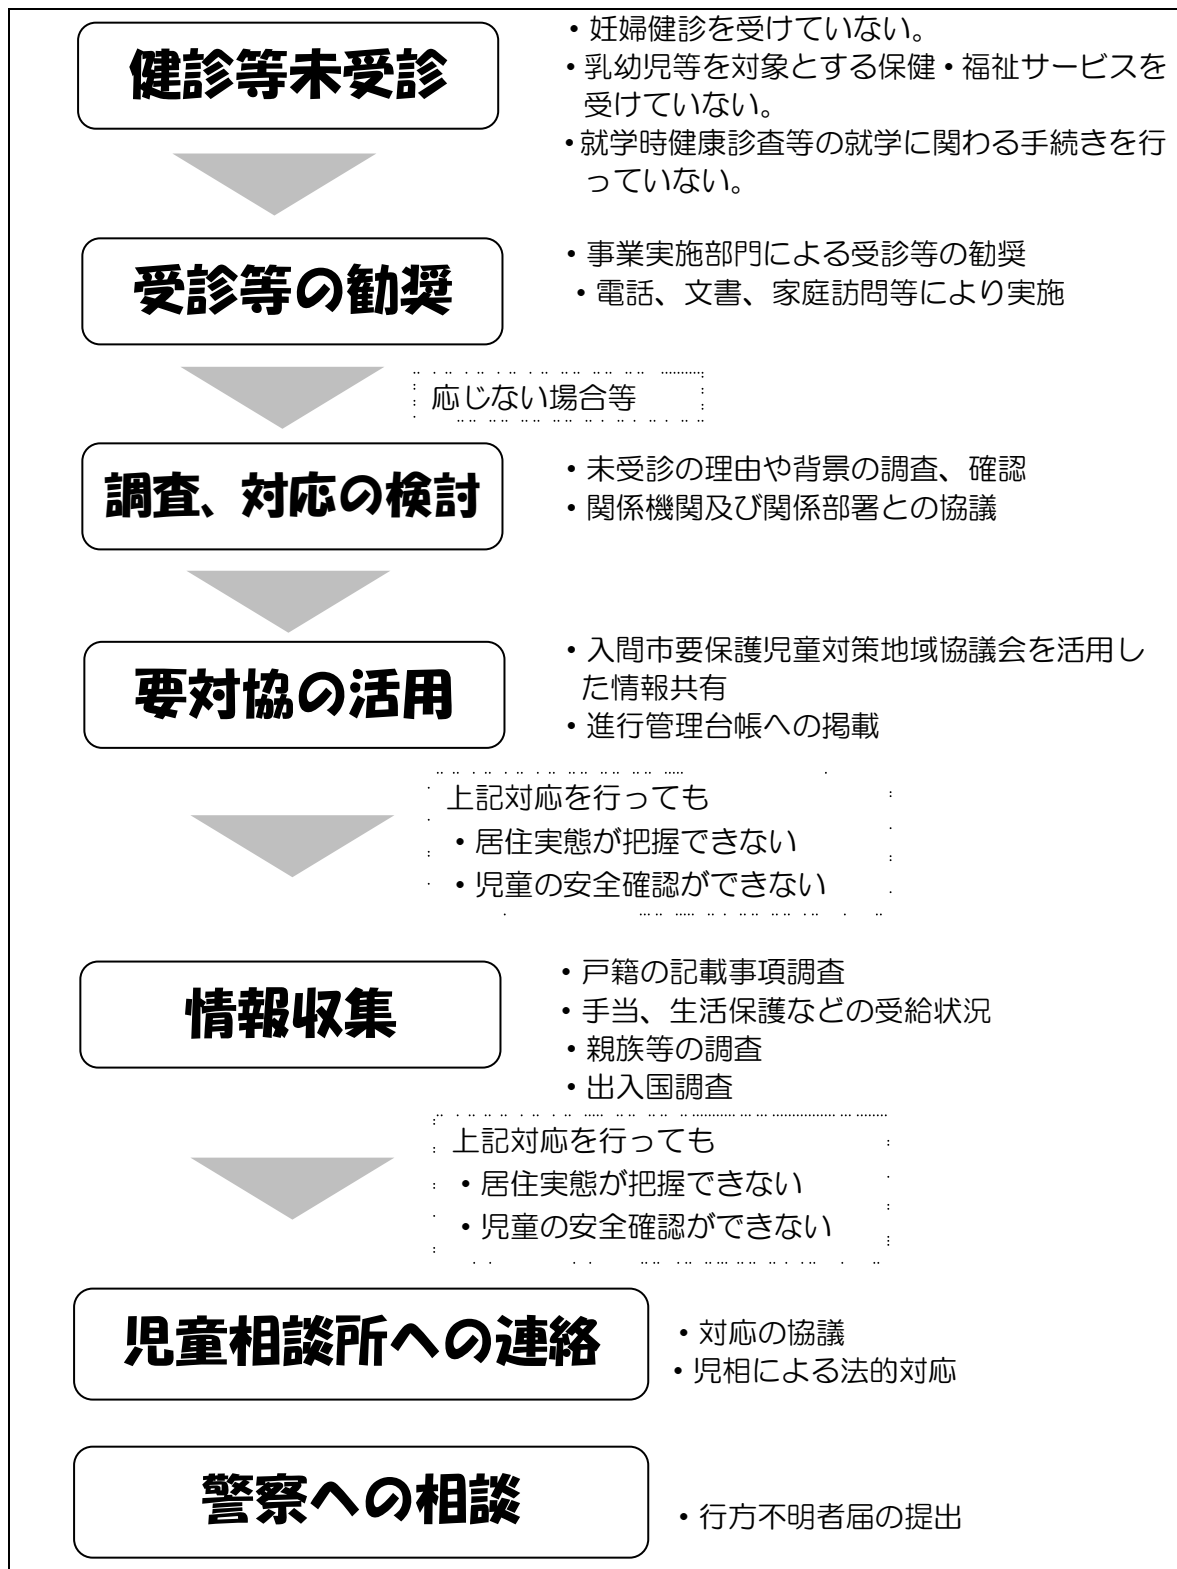 健診等未受診
・妊婦健診を受けていない。
・乳幼児等を対象とする保健・福祉サービスを
受けていない。
・就学時健康診査等の就学に関わる手続きを行
っていない。
受診等の勧奨
・事業実施部門による受診等の勧奨
・電話、文書、家庭訪問等により実施
応じない場合等
調査、対応の検討
・未受診の理由や背景の調査、確認
・関係機関及び関係部署との協議
要対協の活用
・入間市要保護児童対策地域協議会を活用し
た情報共有
・進行管理台帳への掲載
上記対応を行っても
・居住実態が把握できない
・児童の安全確認ができない
情報収集
・戸籍の記載事項調査
・手当、生活保護などの受給状況
・親族等の調査
・出入国調査
上記対応を行っても
・居住実態が把握できない
・児童の安全確認ができない
児童相談所への連絡
・対応の協議
・児相による法的対応
警察への相談
・行方不明者届の提出